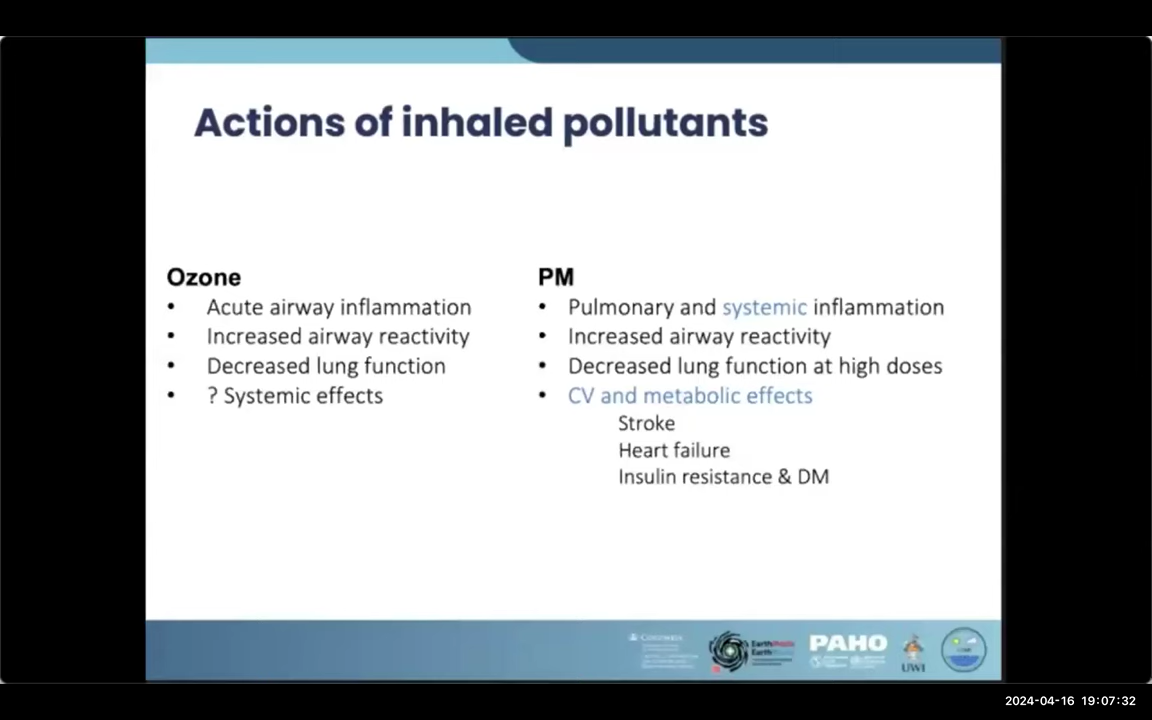 Actions of inhaled pollutants
Ozone
• Acute airway inflammation
• Increased airway reactivity
• Decreased lung function
• ? Systemic effects
PM
• Pulmonary and systemic inflammation
• Increased airway reactivity
• Decreased lung function at high doses
• CV and metabolic effects
Stroke
Heart failure
Insulin resistance & DM
COLUMBIA
PAHO
UWI
2024-04-16 19:07:32